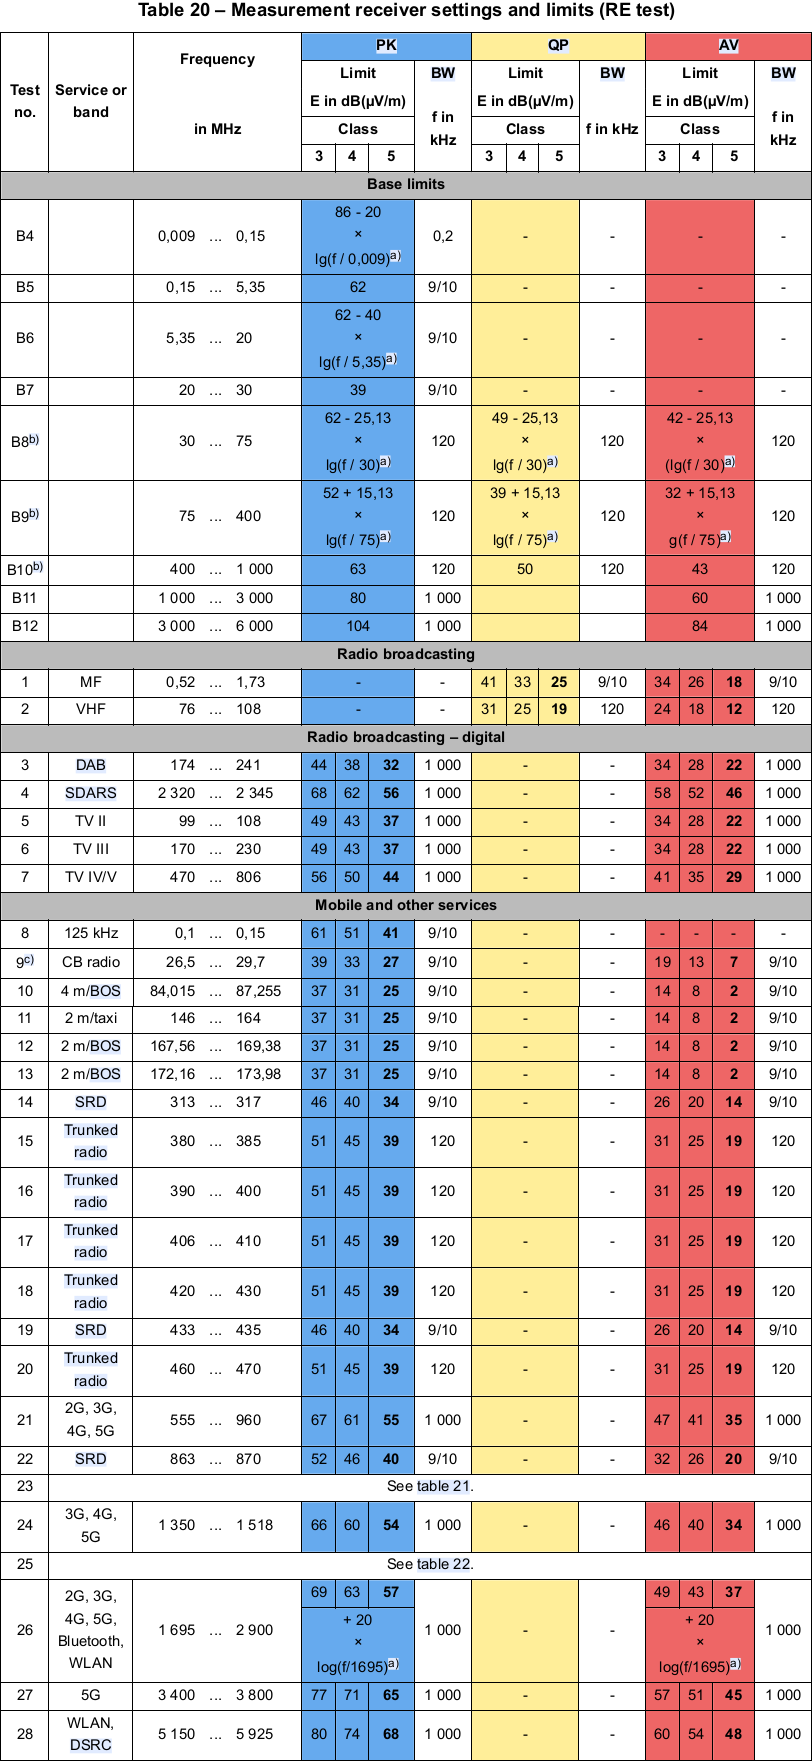 Table 20 – Measurement receiver settings and limits (RE test)
Test no. Service or band Frequency in MHz PK QP AV
Limit E in dB(µV/m) BW f in kHz Limit E in dB(µV/m) BW f in kHz Limit E in dB(µV/m) BW f in kHz
Class Class Class
3 4 5 3 4 5 3 4 5
Base limits
B4 0,009 ... 0,15 86 - 20 × lg(f / 0,009)a) 0,2 - - - -
B5 0,15 ... 5,35 62 9/10 - - - -
B6 5,35 ... 20 62 - 40 × lg(f / 5,35)a) 9/10 - - - -
B7 20 ... 30 39 9/10 - - - -
B8b) 30 ... 75 62 - 25,13 × lg(f / 30)a) 120 49 - 25,13 × lg(f / 30)a) 120 42 - 25,13 × (lg(f / 30)a) 120
B9b) 75 ... 400 52 + 15,13 × lg(f / 75)a) 120 39 + 15,13 × lg(f / 75)a) 120 32 + 15,13 × g(f / 75)a) 120
B10b) 400 ... 1 000 63 120 50 120 43 120
B11 1 000 ... 3 000 80 1 000 60 1 000
B12 3 000 ... 6 000 104 1 000 84 1 000
Radio broadcasting
1 MF 0,52 ... 1,73 - - 41 33 25 9/10 34 26 18 9/10
2 VHF 76 ... 108 - - 31 25 19 120 24 18 12 120
Radio broadcasting – digital
3 DAB 174 ... 241 44 38 32 1 000 - - 34 28 22 1 000
4 SDARS 2 320 ... 2 345 68 62 56 1 000 - - 58 52 46 1 000
5 TV II 99 ... 108 49 43 37 1 000 - - 34 28 22 1 000
6 TV III 170 ... 230 49 43 37 1 000 - - 34 28 22 1 000
7 TV IV/V 470 ... 806 56 50 44 1 000 - - 41 35 29 1 000
Mobile and other services
8 125 kHz 0,1 ... 0,15 61 51 41 9/10 - - - - - -
9c) CB radio 26,5 ... 29,7 39 33 27 9/10 - - 19 13 7 9/10
10 4 m/BOS 84,015 ... 87,255 37 31 25 9/10 - - 14 8 2 9/10
11 2 m/taxi 146 ... 164 37 31 25 9/10 - - 14 8 2 9/10
12 2 m/BOS 167,56 ... 169,38 37 31 25 9/10 - - 14 8 2 9/10
13 2 m/BOS 172,16 ... 173,98 37 31 25 9/10 - - 14 8 2 9/10
14 SRD 313 ... 317 46 40 34 9/10 - - 26 20 14 9/10
15 Trunked radio 380 ... 385 51 45 39 120 - - 31 25 19 120
16 Trunked radio 390 ... 400 51 45 39 120 - - 31 25 19 120
17 Trunked radio 406 ... 410 51 45 39 120 - - 31 25 19 120
18 Trunked radio 420 ... 430 51 45 39 120 - - 31 25 19 120
19 SRD 433 ... 435 46 40 34 9/10 - - 26 20 14 9/10
20 Trunked radio 460 ... 470 51 45 39 120 - - 31 25 19 120
21 2G, 3G, 4G, 5G 555 ... 960 67 61 55 1 000 - - 47 41 35 1 000
22 SRD 863 ... 870 52 46 40 9/10 - - 32 26 20 9/10
23 See table 21.
24 3G, 4G, 5G 1 350 ... 1 518 66 60 54 1 000 - - 46 40 34 1 000
25 See table 22.
26 2G, 3G, 4G, 5G, Bluetooth, WLAN 1 695 ... 2 900 69 63 57 + 20 × log(f/1695)a) 1 000 - - 49 43 37 + 20 × log(f/1695)a) 1 000
27 5G 3 400 ... 3 800 77 71 65 1 000 - - 57 51 45 1 000
28 WLAN, DSRC 5 150 ... 5 925 80 74 68 1 000 - - 60 54 48 1 000